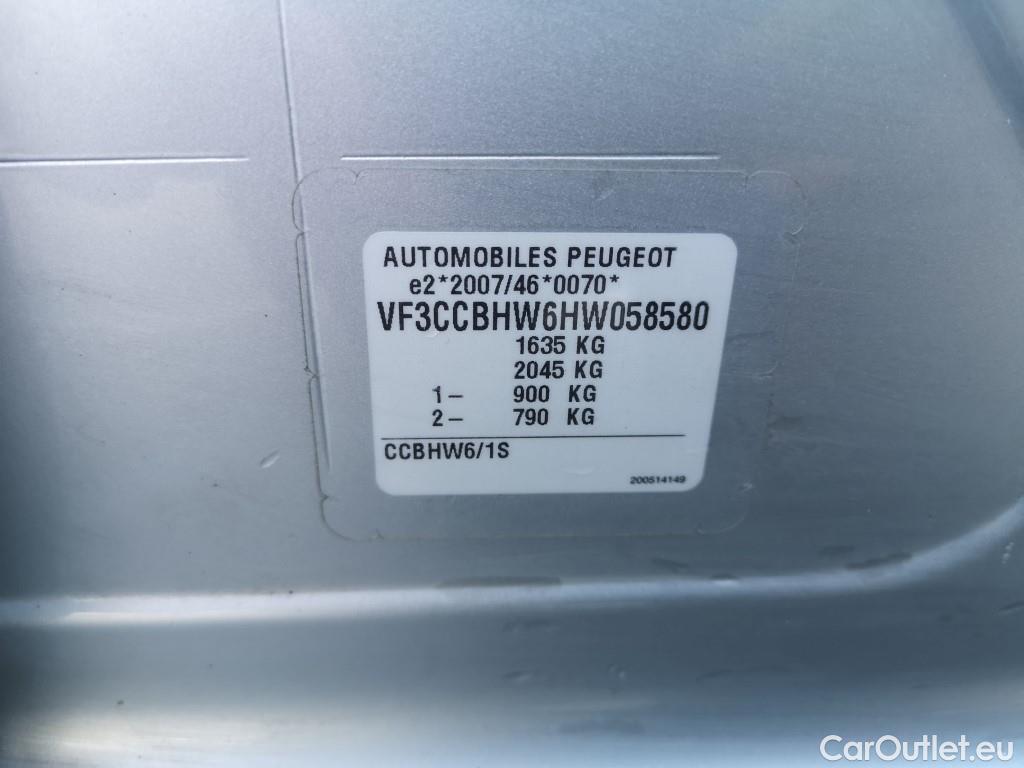 AUTOMOBILES PEUGEOT
e2*2007/46*0070*
VF3CCBHW6HW058580
1635 KG
2045 KG
1- 900 KG
2- 790 KG
CCBHW6/1S
200514149
CarOutlet.eu